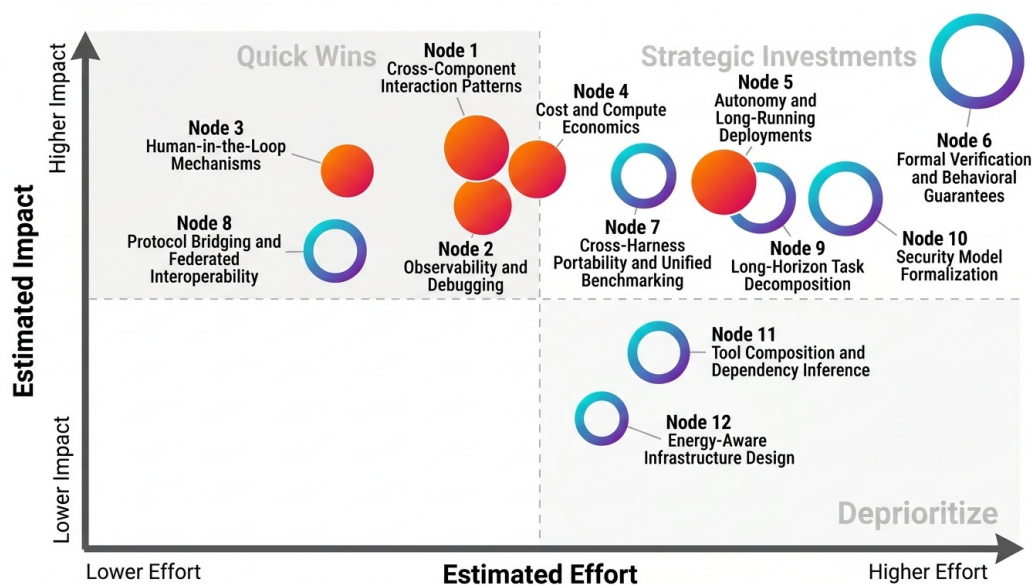 Higher Impact
Estimated Impact
Lower Impact
Quick Wins
Strategic Investments
Node 1
Cross-Component
Interaction Patterns
Node 3
Human-in-the-Loop
Mechanisms
Node 4
Cost and Compute
Economics
Node 5
Autonomy and
Long-Running
Deployments
Node 6
Formal Verification
and Behavioral
Guarantees
Node 8
Protocol Bridging and
Federated
Interoperability
Node 2
Observability and
Debugging
Node 7
Cross-Harness
Portability and Unified
Benchmarking
Node 9
Long-Horizon Task
Decomposition
Node 10
Security Model
Formalization
Node 11
Tool Composition and
Dependency Inference
Node 12
Energy-Aware
Infrastructure Design
Deprioritize
Lower Effort
Estimated Effort
Higher Effort